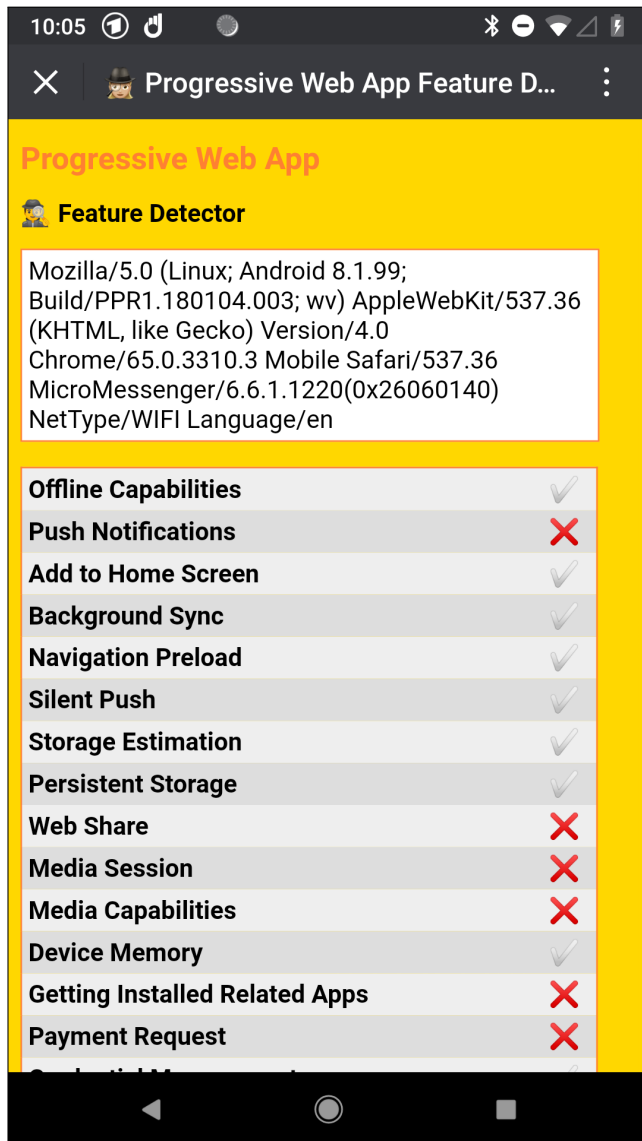 10:05
Progressive Web App Feature D...
Progressive Web App
Feature Detector
Mozilla/5.0 (Linux; Android 8.1.99;
Build/PPR1.180104.003; wv) AppleWebKit/537.36
(KHTML, like Gecko) Version/4.0
Chrome/65.0.3310.3 Mobile Safari/537.36
MicroMessenger/6.6.1.1220(0x26060140)
NetType/WIFI Language/en
Offline Capabilities
Push Notifications
Add to Home Screen
Background Sync
Navigation Preload
Silent Push
Storage Estimation
Persistent Storage
Web Share
Media Session
Media Capabilities
Device Memory
Getting Installed Related Apps
Payment Request